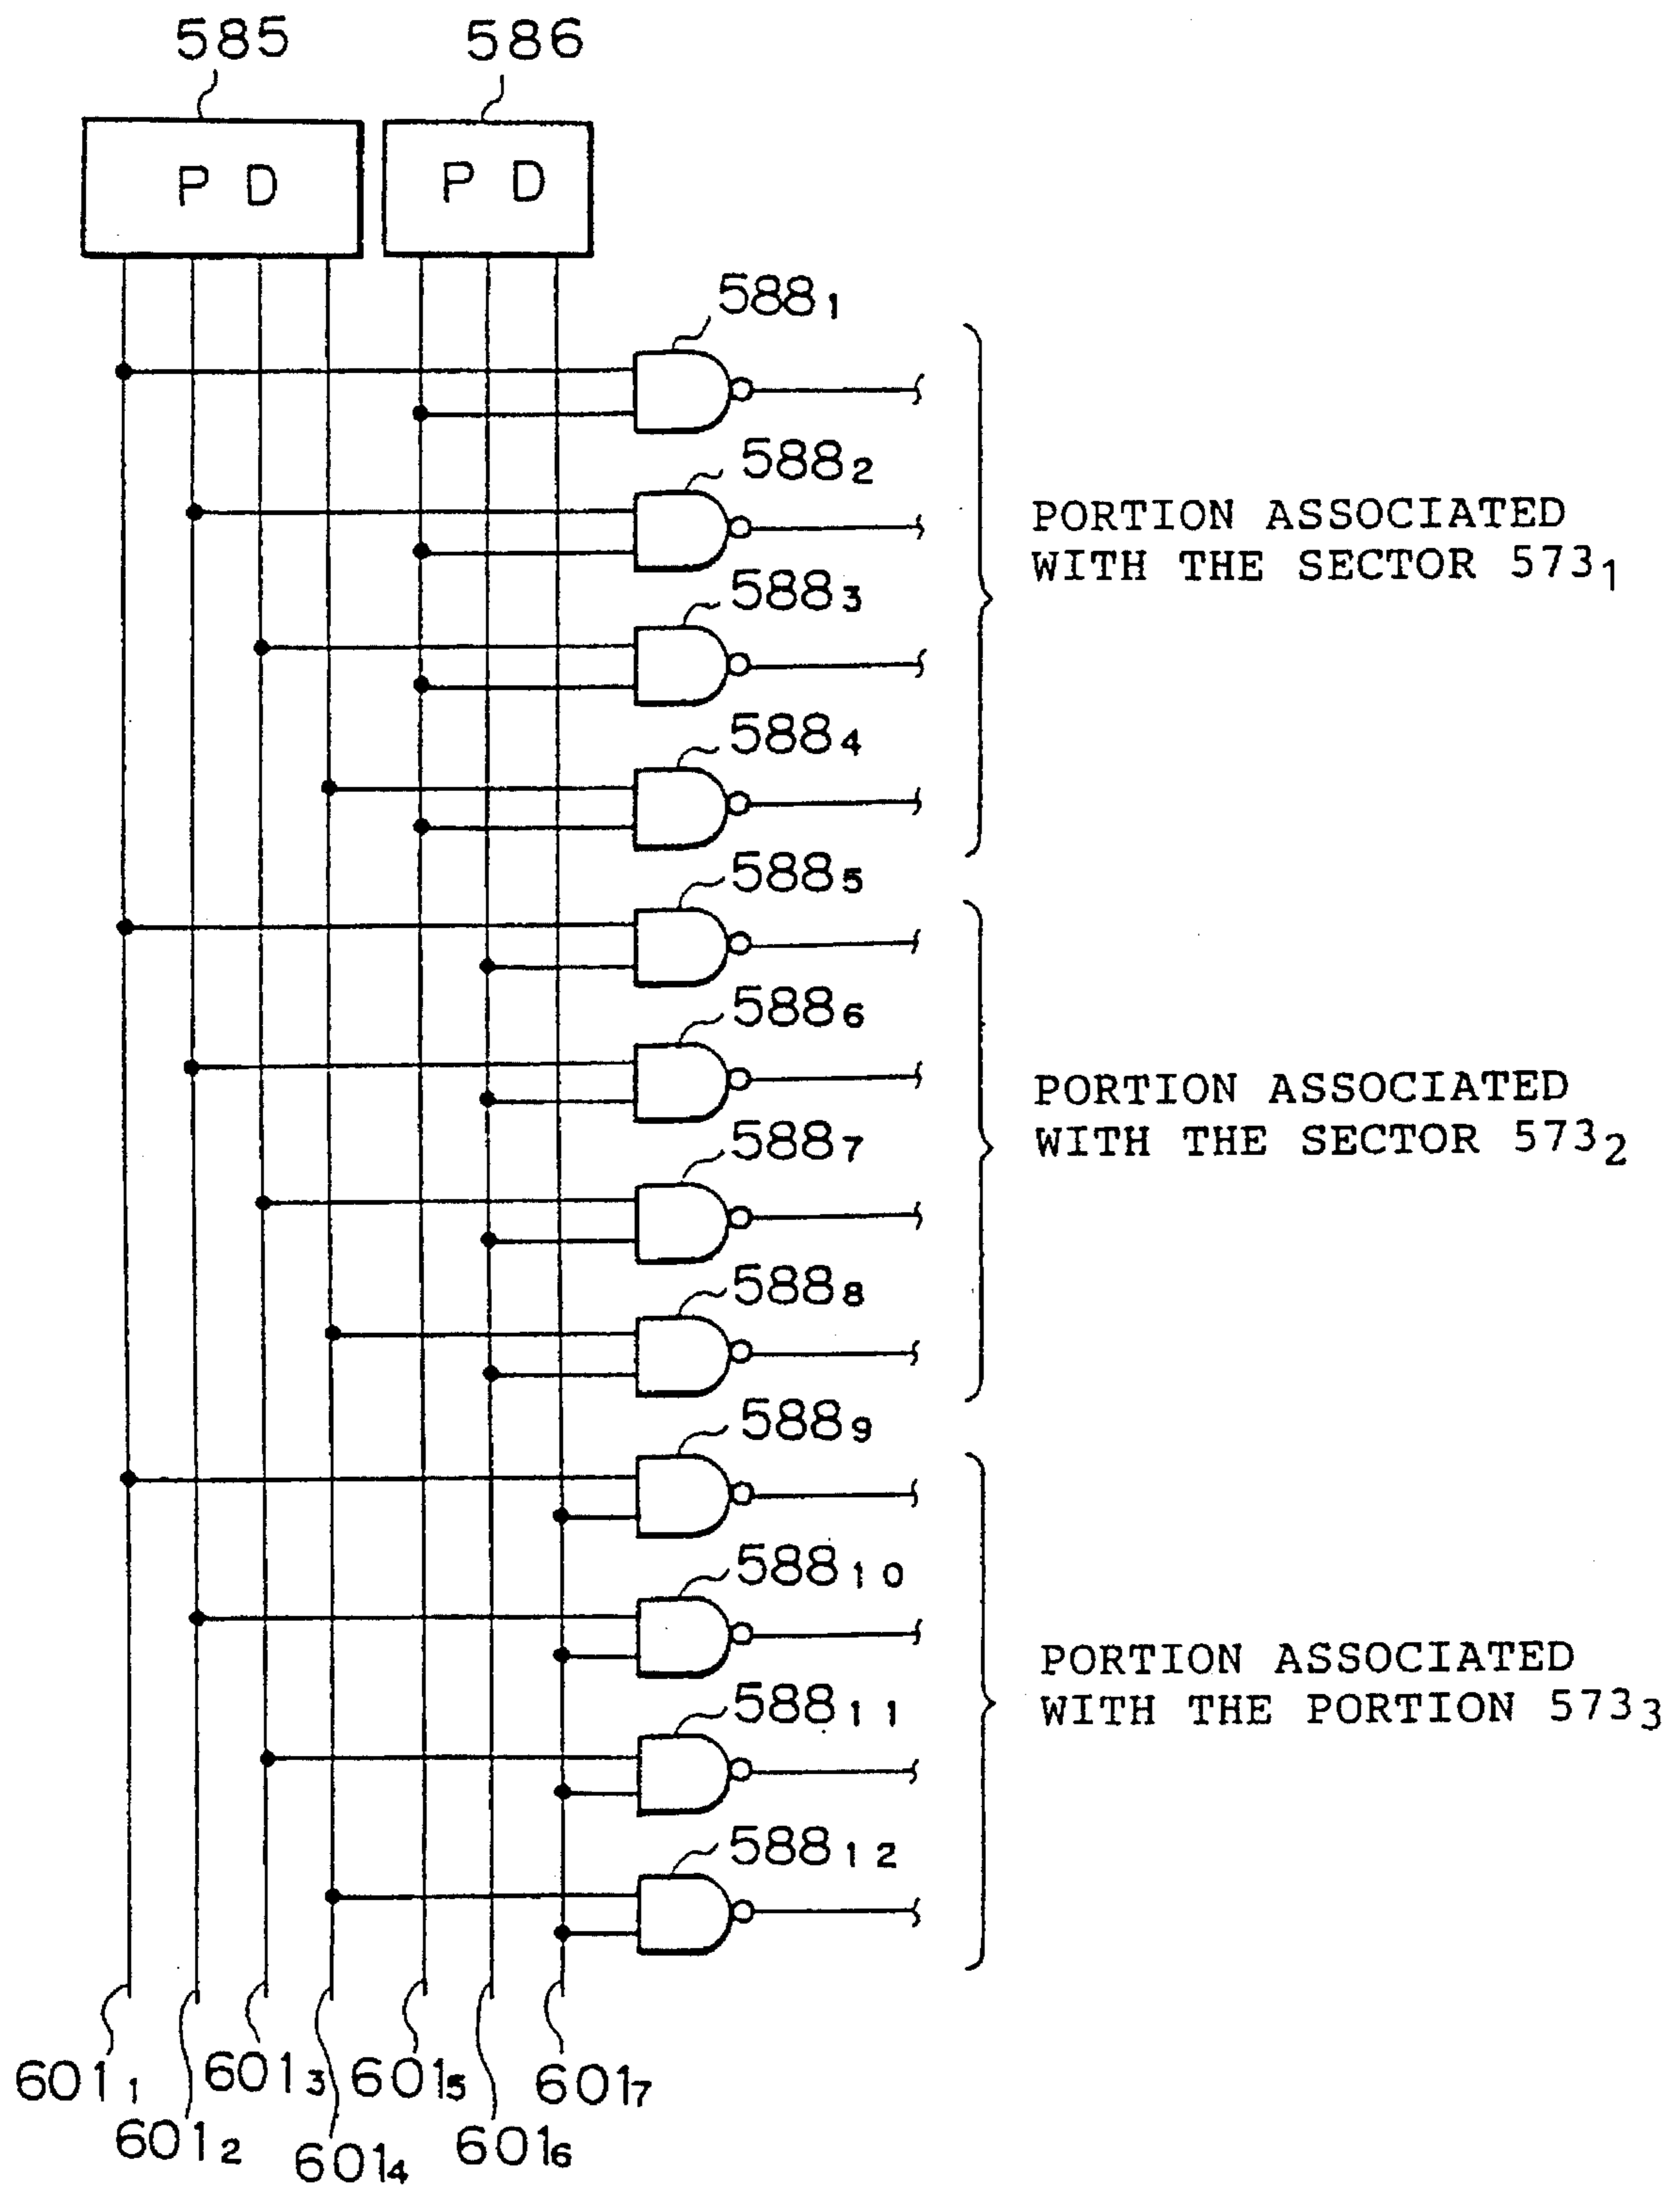 585
586
P D
P D
588₁
588₂
588₃
588₄
PORTION ASSOCIATED
WITH THE SECTOR 573₁
588₅
588₆
588₇
588₈
PORTION ASSOCIATED
WITH THE SECTOR 573₂
588₉
588₁₀
588₁₁
588₁₂
PORTION ASSOCIATED
WITH THE PORTION 573₃
601₁
601₂
601₃
601₄
601₅
601₆
601₇